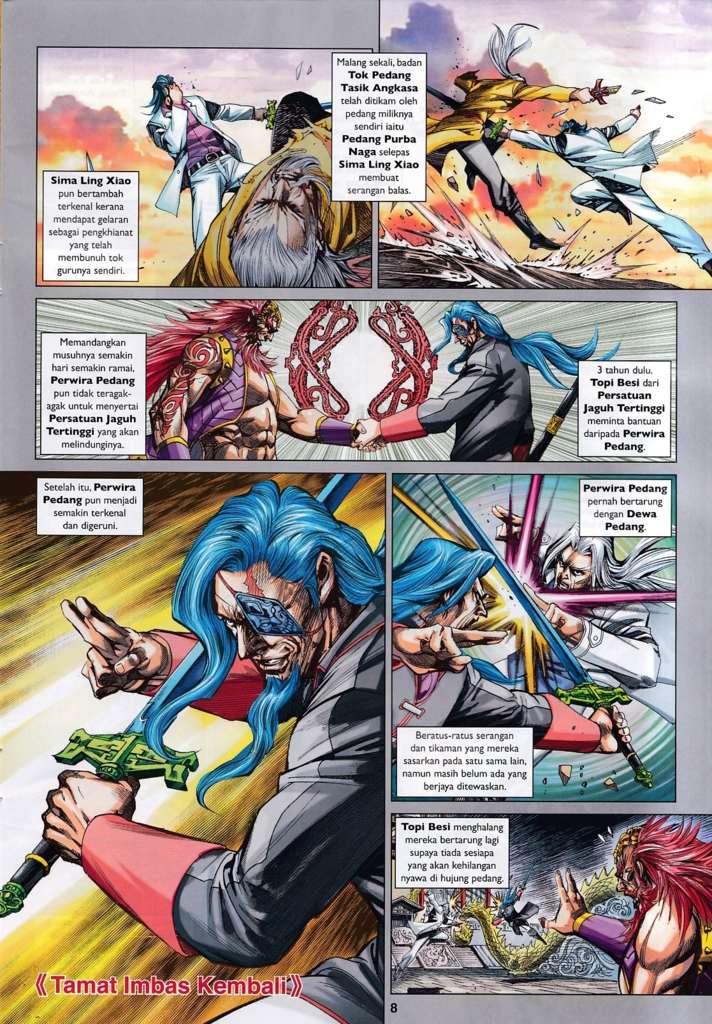 Malang sekali, badan
Tok Pedang
Tasik Angkasa
telah ditikam oleh
pedang miliknya
sendiri iaitu
Pedang Purba
Naga selepas
Sima Ling Xiao
membuat
serangan balas.
Sima Ling Xiao
pun bertambah
terkenal kerana
mendapat gelaran
sebagai pengkhianat
yang telah
membunuh tok
gurunya sendiri.
3 tahun dulu,
Topi Besi dari
Persatuan
Jaguh Tertinggi
meminta bantuan
daripada Perwira
Pedang.
Memandangkan
musuhnya semakin
hari semakin ramai,
Perwira Pedang
pun tidak teragak-
agak untuk menyertai
Persatuan Jaguh
Tertinggi yang akan
melindunginya.
Setelah itu, Perwira
Pedang pun menjadi
semakin terkenal
dan digeruni.
Perwira Pedang
pernah bertarung
dengan Dewa
Pedang.
Beratus-ratus serangan
dan tikaman yang mereka
sasarkan pada satu sama lain,
namun masih belum ada yang
berjaya ditewaskan.
Topi Besi menghalang
mereka bertarung lagi
supaya tiada sesiapa
yang akan kehilangan
nyawa di hujung pedang.
《Tamat Imbas Kembali》
8